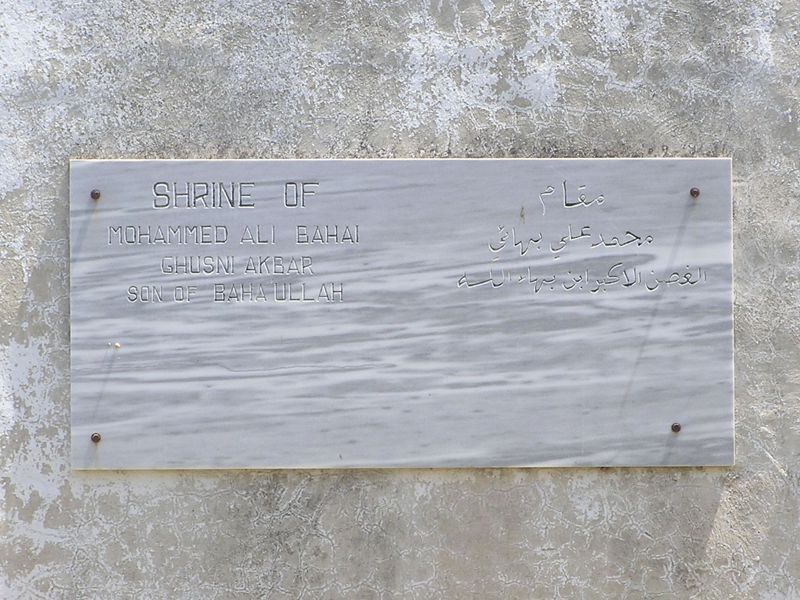 SHRINE OF
MOHAMMED ALI BAHAI
GHUSNI AKBAR
SON OF BAHA'ULLAH
مقام
محمد علي بهائي
الغصن الاكبر ابن بهاء الله